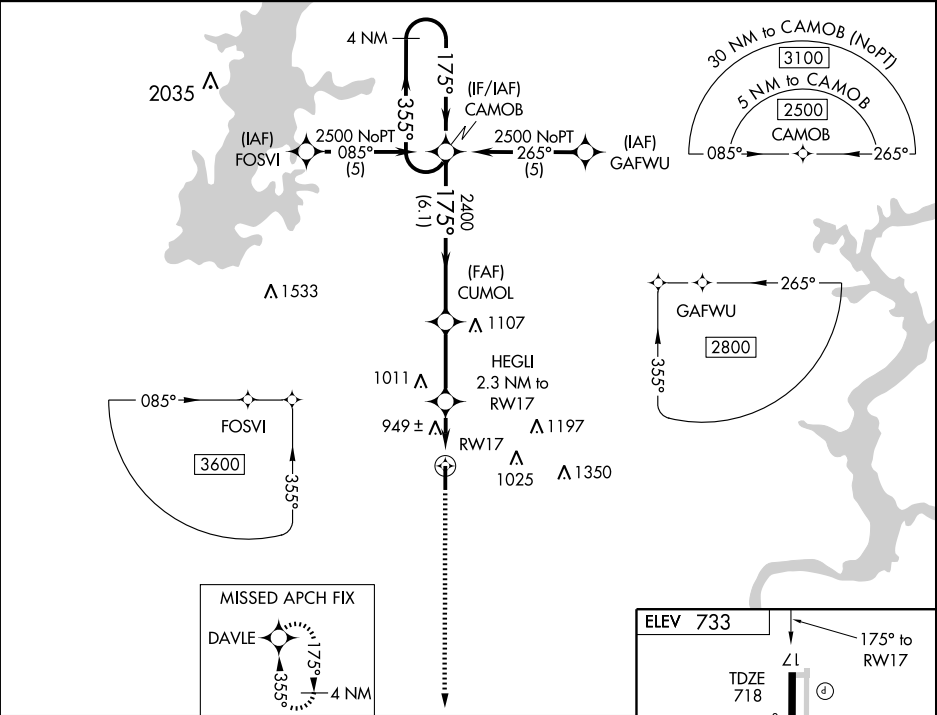 4 NM
2035
(IF/IAF)
CAMOB
175°
355°
(IAF)
FOSVI
2500 NoPT
085°
(5)
2500 NoPT
265°
(5)
(IAF)
GAFWU
30 NM to CAMOB (NoPT)
3100
5 NM to CAMOB
2500
CAMOB
085°
265°
2400
175°
(6.1)
1533
(FAF)
CUMOL
1107
265°
GAFWU
2800
355°
1011
HEGLI
2.3 NM to
RW17
949 ±
RW17
1197
1025
1350
085°
FOSVI
3600
355°
MISSED APCH FIX
DAVLE
175°
355°
4 NM
ELEV 733
175° to
RW17
17
TDZE
718
P